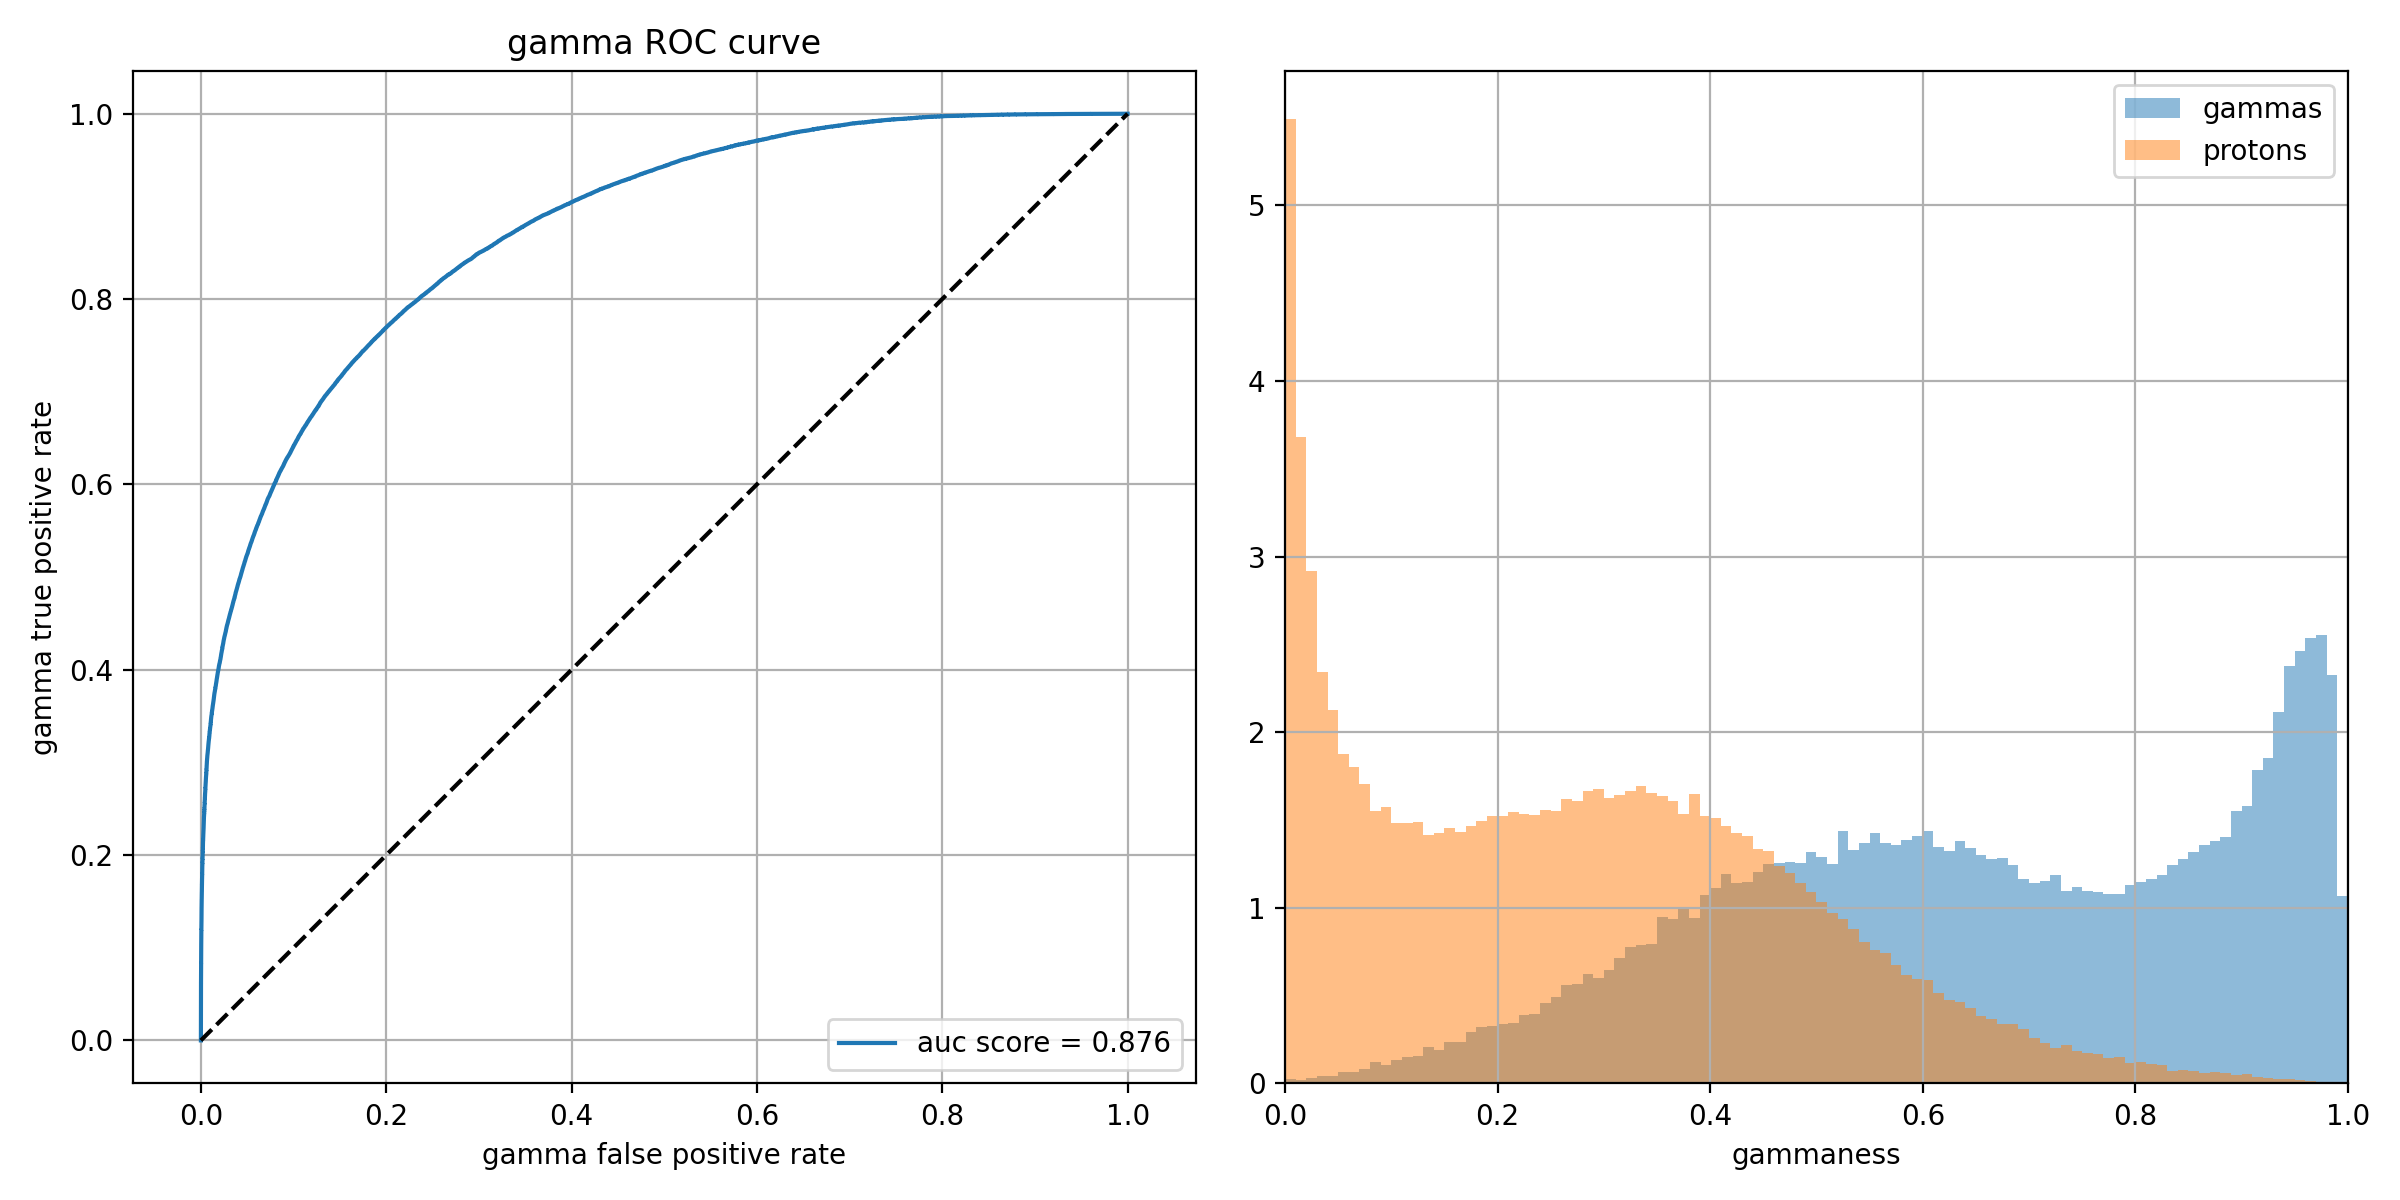 gamma ROC curve
1.0
0.8
0.6
0.4
0.2
0.0
gamma true positive rate
auc score = 0.876
0.0 0.2 0.4 0.6 0.8 1.0
gamma false positive rate
gammas
protons
5
4
3
2
1
0
0.0 0.2 0.4 0.6 0.8 1.0
gammaness